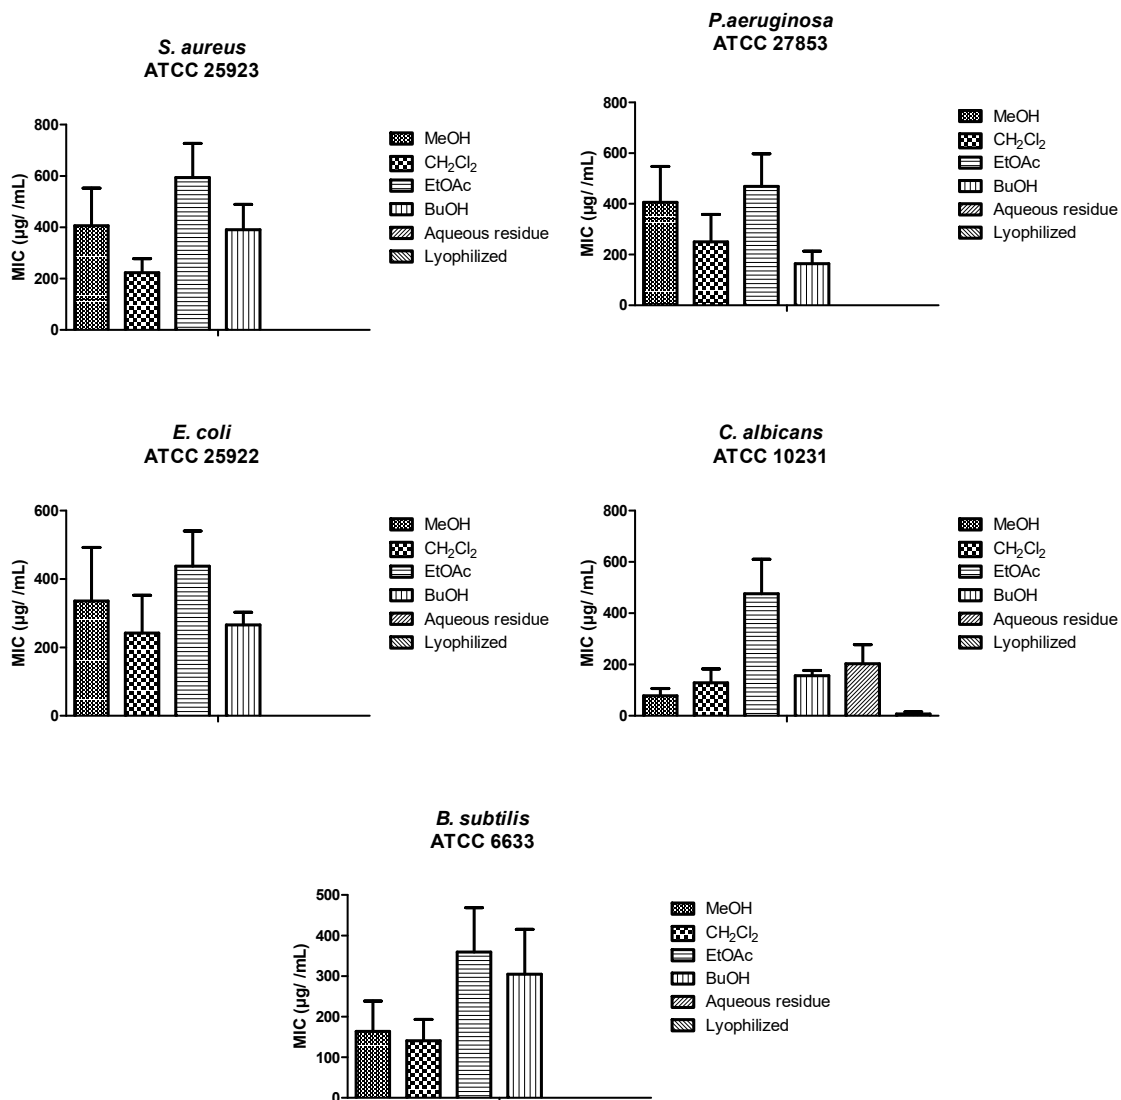 S. aureus
ATCC 25923
800
600
400
200
0
MIC (µg/ /mL)
MeOH
CH₂Cl₂
EtOAc
BuOH
Aqueous residue
Lyophilized
P.aeruginosa
ATCC 27853
800
600
400
200
0
MIC (µg/ /mL)
MeOH
CH₂Cl₂
EtOAc
BuOH
Aqueous residue
Lyophilized
E. coli
ATCC 25922
600
400
200
0
MIC (µg/ /mL)
MeOH
CH₂Cl₂
EtOAc
BuOH
Aqueous residue
Lyophilized
C. albicans
ATCC 10231
800
600
400
200
0
MIC (µg/ /mL)
MeOH
CH₂Cl₂
EtOAc
BuOH
Aqueous residue
Lyophilized
B. subtilis
ATCC 6633
500
400
300
200
100
0
MIC (µg/ /mL)
MeOH
CH₂Cl₂
EtOAc
BuOH
Aqueous residue
Lyophilized